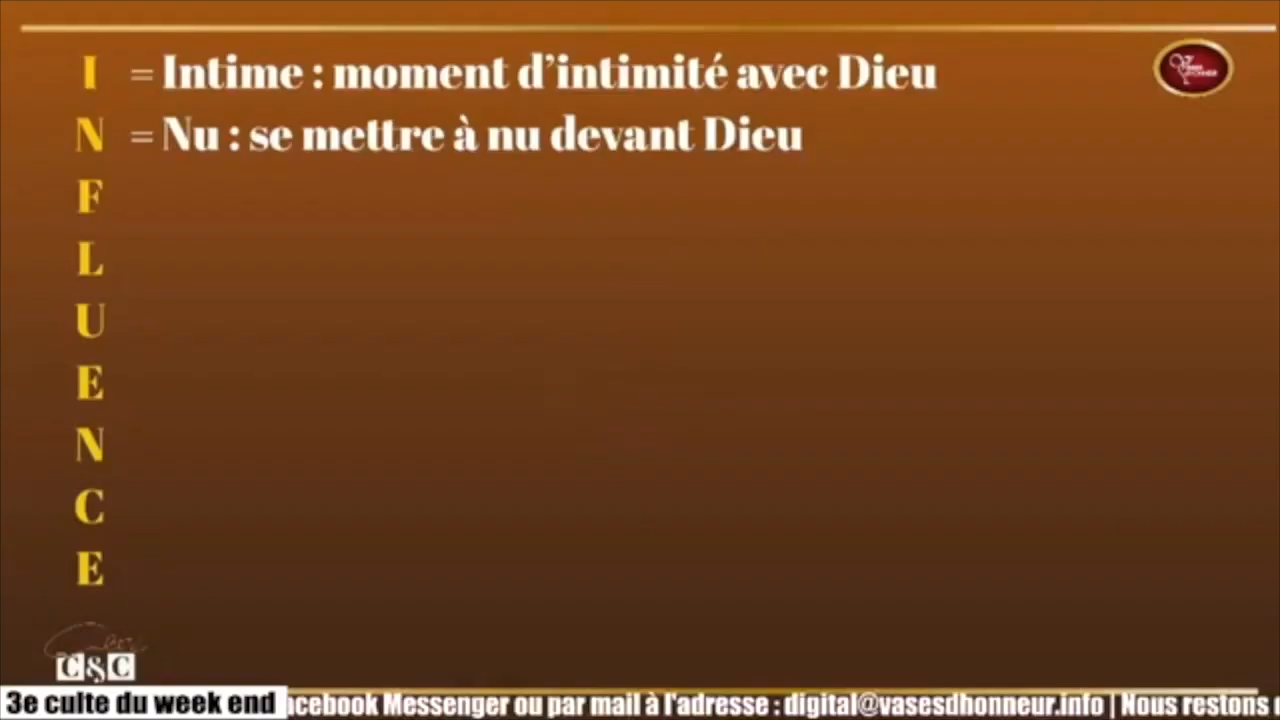 I = Intime : moment d’intimité avec Dieu
N = Nu : se mettre à nu devant Dieu
F
L
U
E
N
C
E
C&C
3e culte du week end
acebook Messenger ou par mail à l'adresse : digital@vasesdhonneur.info | Nous restons